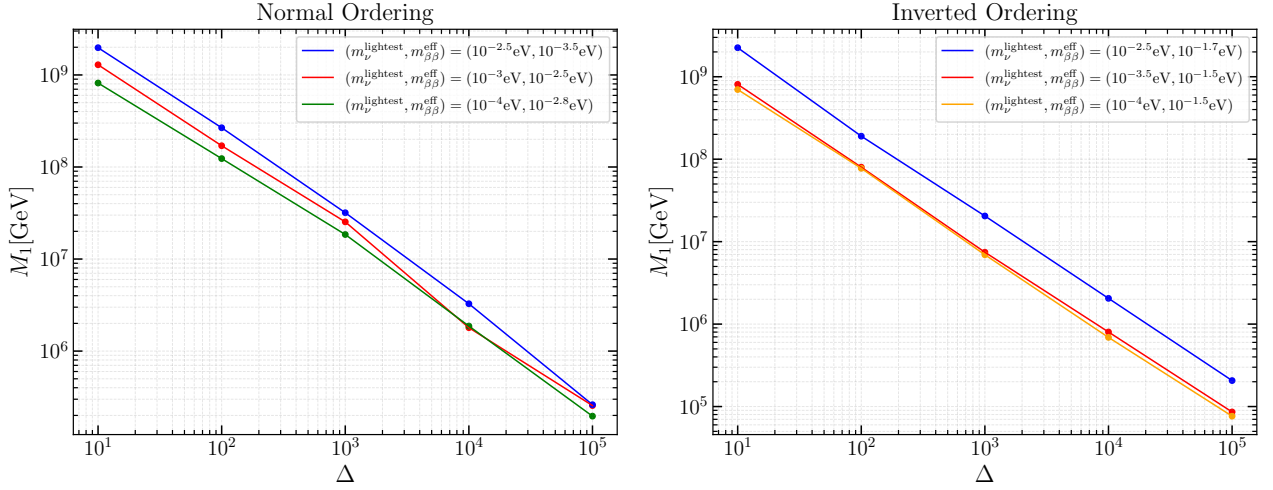 Normal Ordering
(m_ν^lightest, m_ββ^eff) = (10^−2.5eV, 10^−3.5eV)
(m_ν^lightest, m_ββ^eff) = (10^−3eV, 10^−2.5eV)
(m_ν^lightest, m_ββ^eff) = (10^−4eV, 10^−2.8eV)
M_1[GeV]
10^9
10^8
10^7
10^6
10^1 10^2 10^3 10^4 10^5
Δ
Inverted Ordering
(m_ν^lightest, m_ββ^eff) = (10^−2.5eV, 10^−1.7eV)
(m_ν^lightest, m_ββ^eff) = (10^−3.5eV, 10^−1.5eV)
(m_ν^lightest, m_ββ^eff) = (10^−4eV, 10^−1.5eV)
M_1[GeV]
10^9
10^8
10^7
10^6
10^5
10^1 10^2 10^3 10^4 10^5
Δ